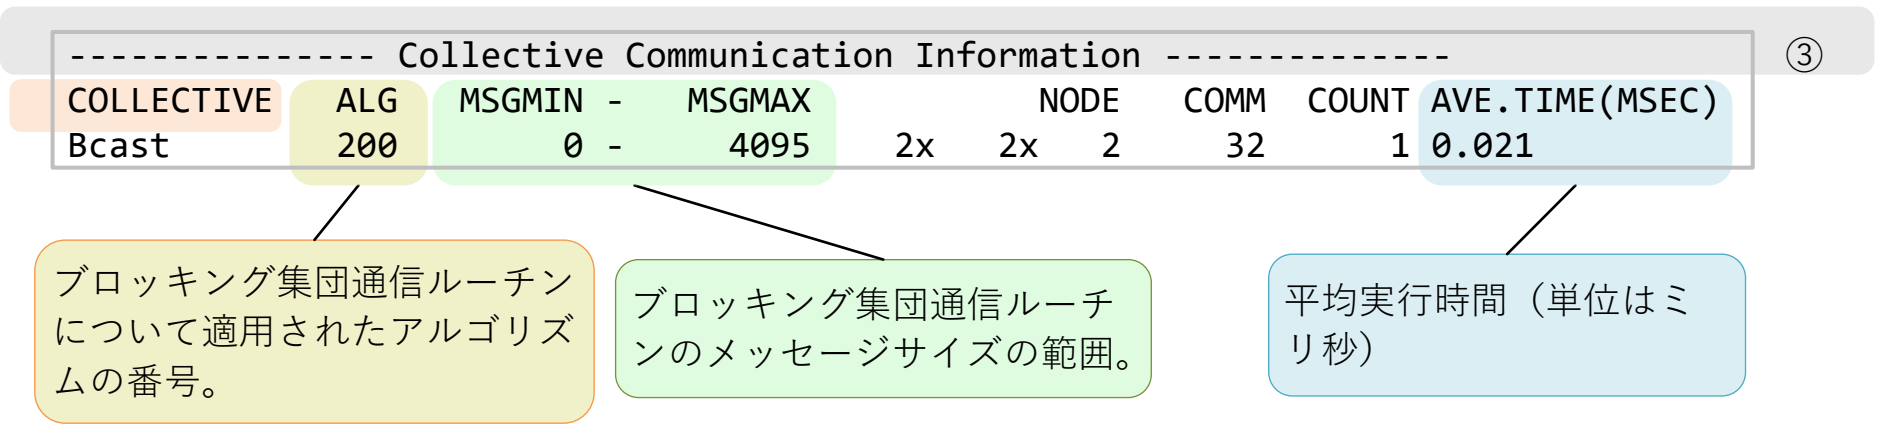 --------------- Collective Communication Information -------------- ③
COLLECTIVE ALG MSGMIN - MSGMAX NODE COMM COUNT AVE.TIME(MSEC)
Bcast 200 0 - 4095 2x 2x 2 32 1 0.021
ブロッキング集団通信ルーチン
について適用されたアルゴリズ
ムの番号。
ブロッキング集団通信ルーチ
ンのメッセージサイズの範囲。
平均実行時間（単位はミ
リ秒）